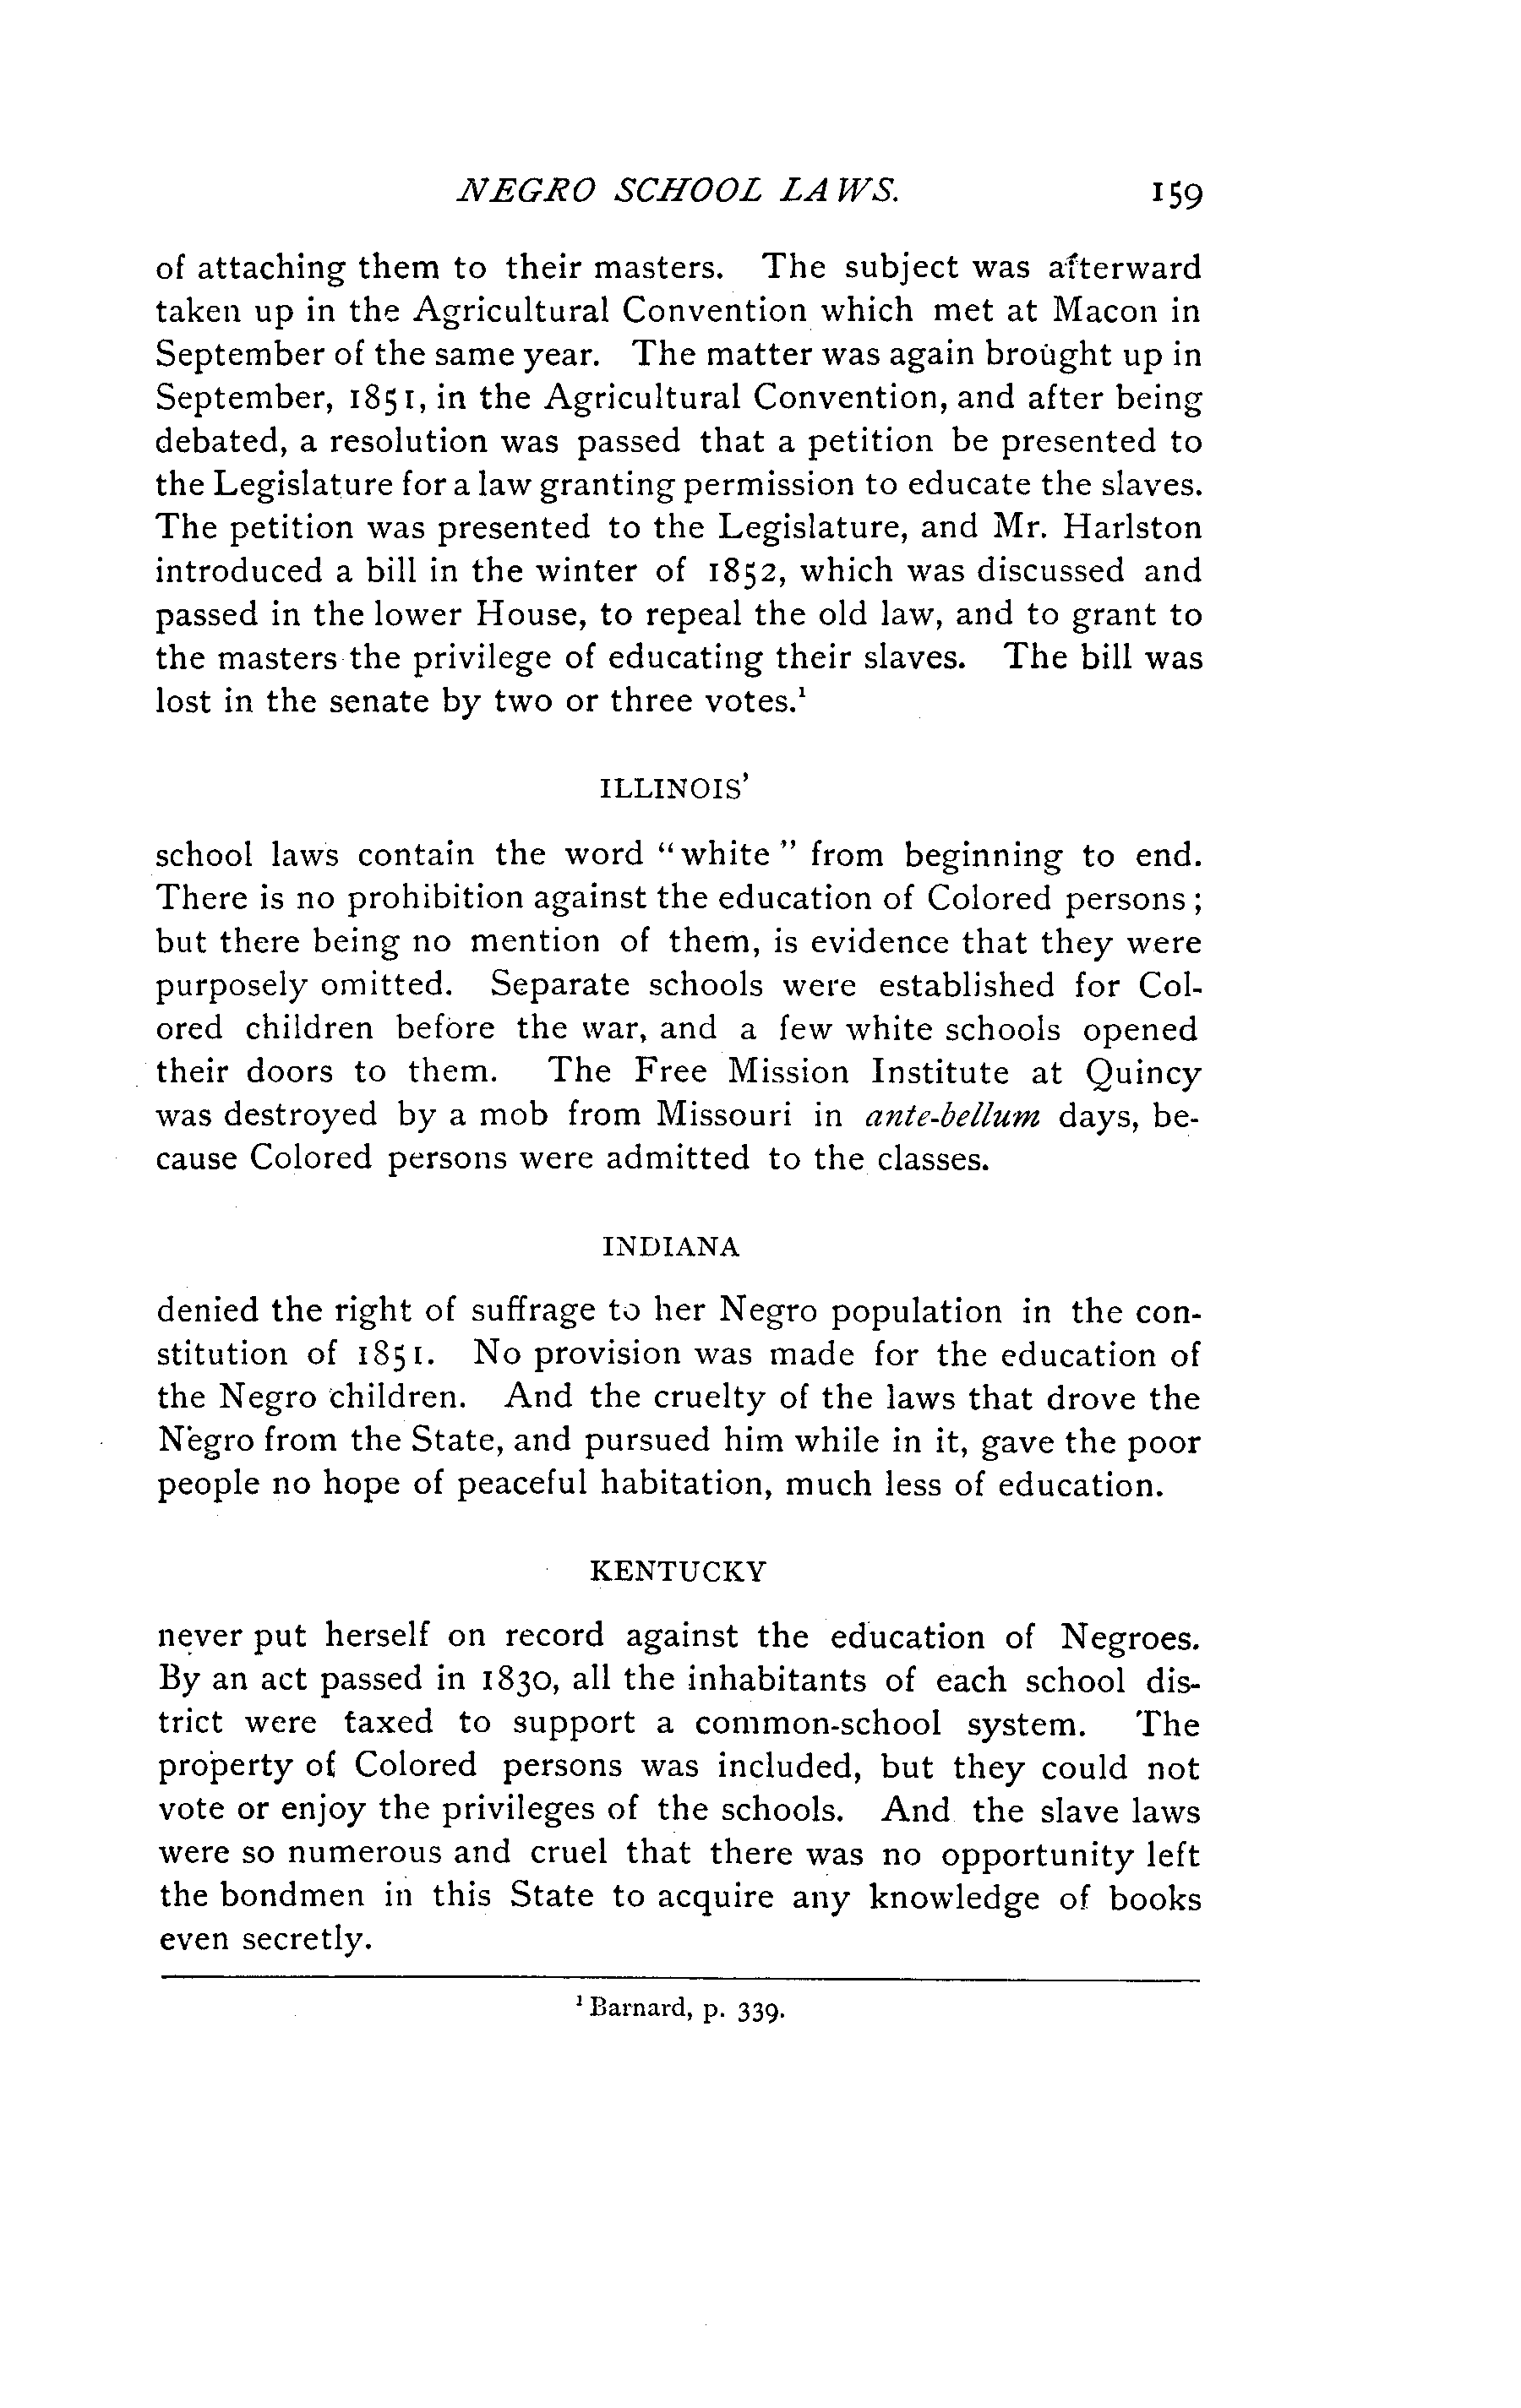 NEGRO SCHOOL LAWS. 159
of attaching them to their masters. The subject was afterward
taken up in the Agricultural Convention which met at Macon in
September of the same year. The matter was again brought up in
September, 1851, in the Agricultural Convention, and after being
debated, a resolution was passed that a petition be presented to
the Legislature for a law granting permission to educate the slaves.
The petition was presented to the Legislature, and Mr. Harlston
introduced a bill in the winter of 1852, which was discussed and
passed in the lower House, to repeal the old law, and to grant to
the masters the privilege of educating their slaves. The bill was
lost in the senate by two or three votes.¹
ILLINOIS'
school laws contain the word "white" from beginning to end.
There is no prohibition against the education of Colored persons;
but there being no mention of them, is evidence that they were
purposely omitted. Separate schools were established for Col-
ored children before the war, and a few white schools opened
their doors to them. The Free Mission Institute at Quincy
was destroyed by a mob from Missouri in ante-bellum days, be-
cause Colored persons were admitted to the classes.
INDIANA
denied the right of suffrage to her Negro population in the con-
stitution of 1851. No provision was made for the education of
the Negro children. And the cruelty of the laws that drove the
Negro from the State, and pursued him while in it, gave the poor
people no hope of peaceful habitation, much less of education.
KENTUCKY
never put herself on record against the education of Negroes.
By an act passed in 1830, all the inhabitants of each school dis-
trict were taxed to support a common-school system. The
property of Colored persons was included, but they could not
vote or enjoy the privileges of the schools. And the slave laws
were so numerous and cruel that there was no opportunity left
the bondmen in this State to acquire any knowledge of books
even secretly.
¹ Barnard, p. 339.